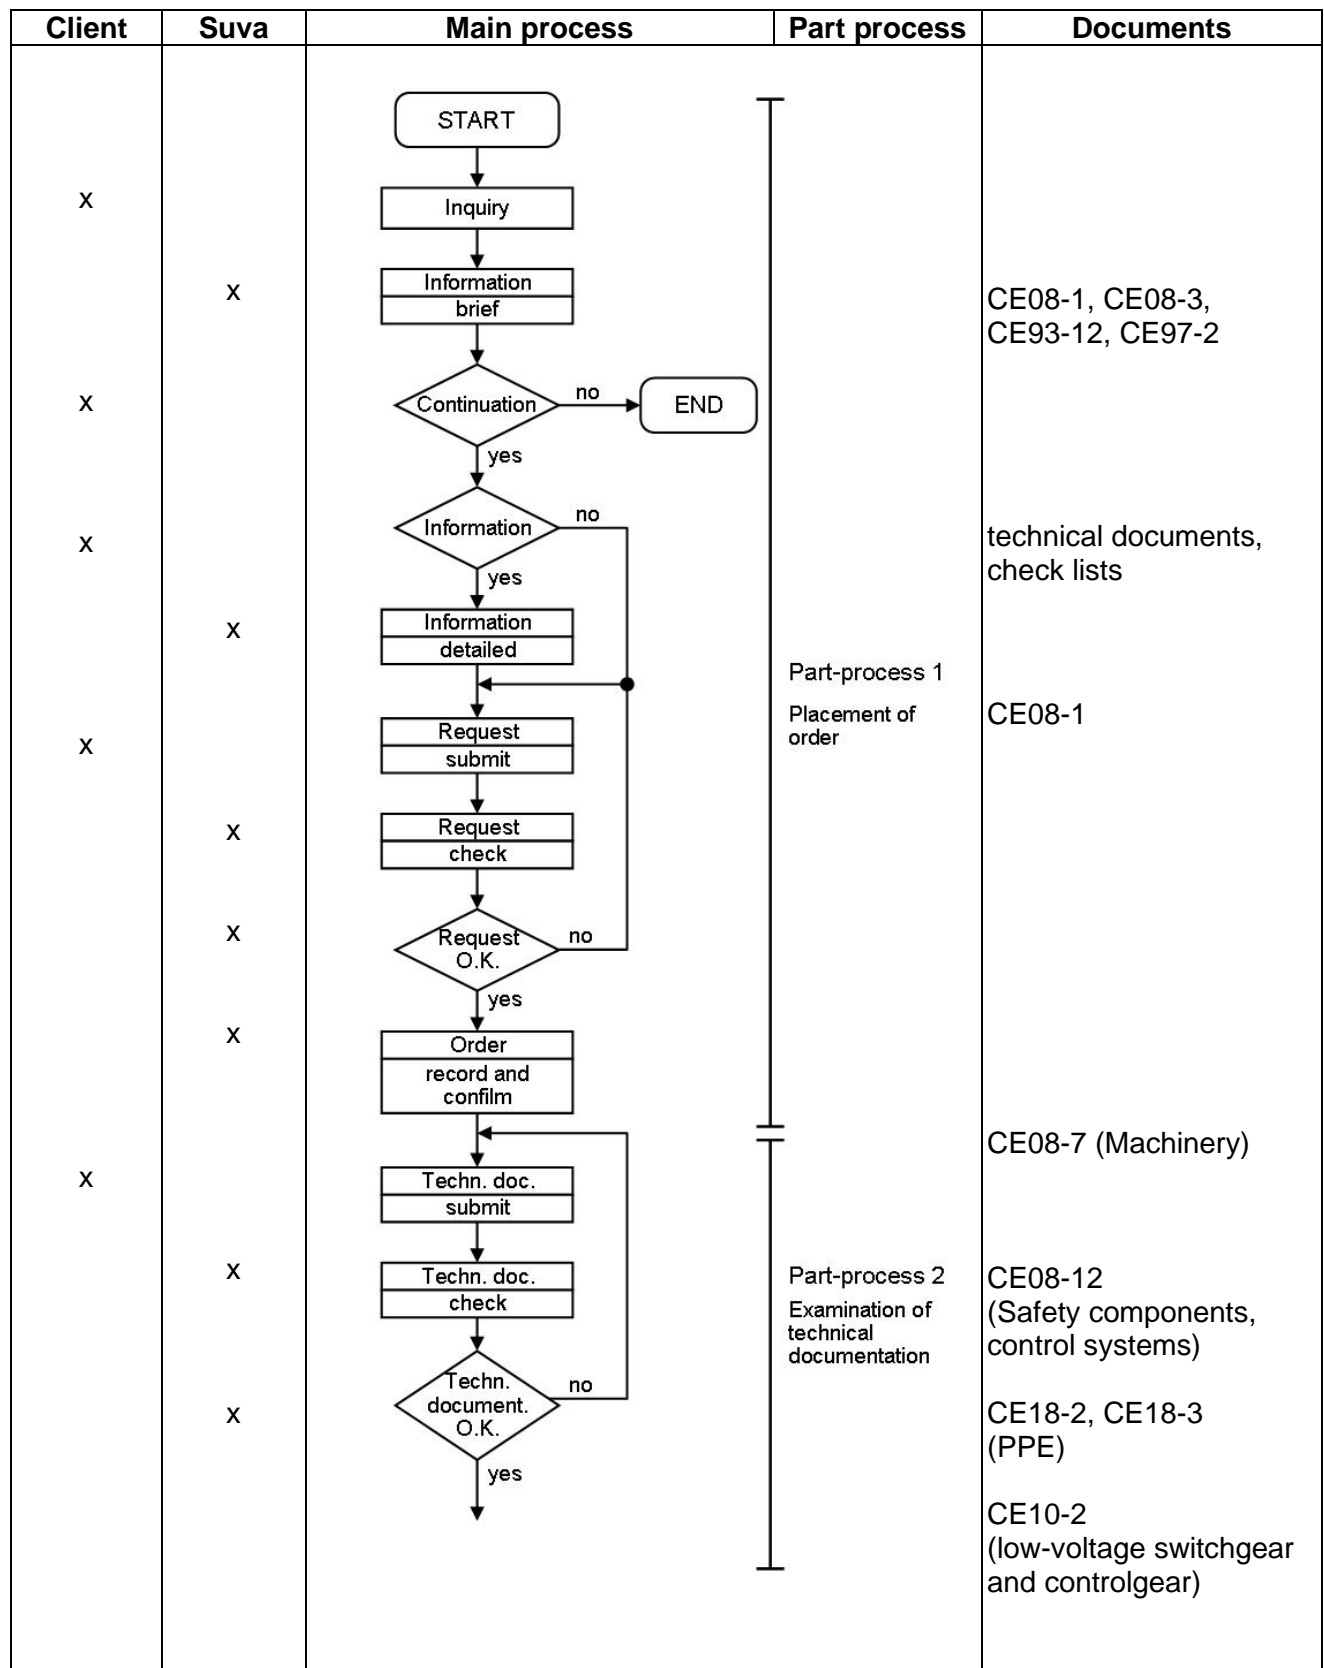 Client Suva Main process Part process Documents
START
x Inquiry
x Information CE08-1, CE08-3,
brief CE93-12, CE97-2
x Continuation no END
yes
x Information no technical documents,
check lists
yes
x Information
detailed
Part-process 1
Placement of CE08-1
order
x Request
submit
x Request
check
x Request no
O.K.
yes
x Order
record and
confilm
CE08-7 (Machinery)
x Techn. doc.
submit
x Techn. doc. Part-process 2 CE08-12
check Examination of (Safety components,
technical control systems)
documentation
x Techn. no CE18-2, CE18-3
document. (PPE)
O.K.
yes
CE10-2
(low-voltage switchgear
and controlgear)